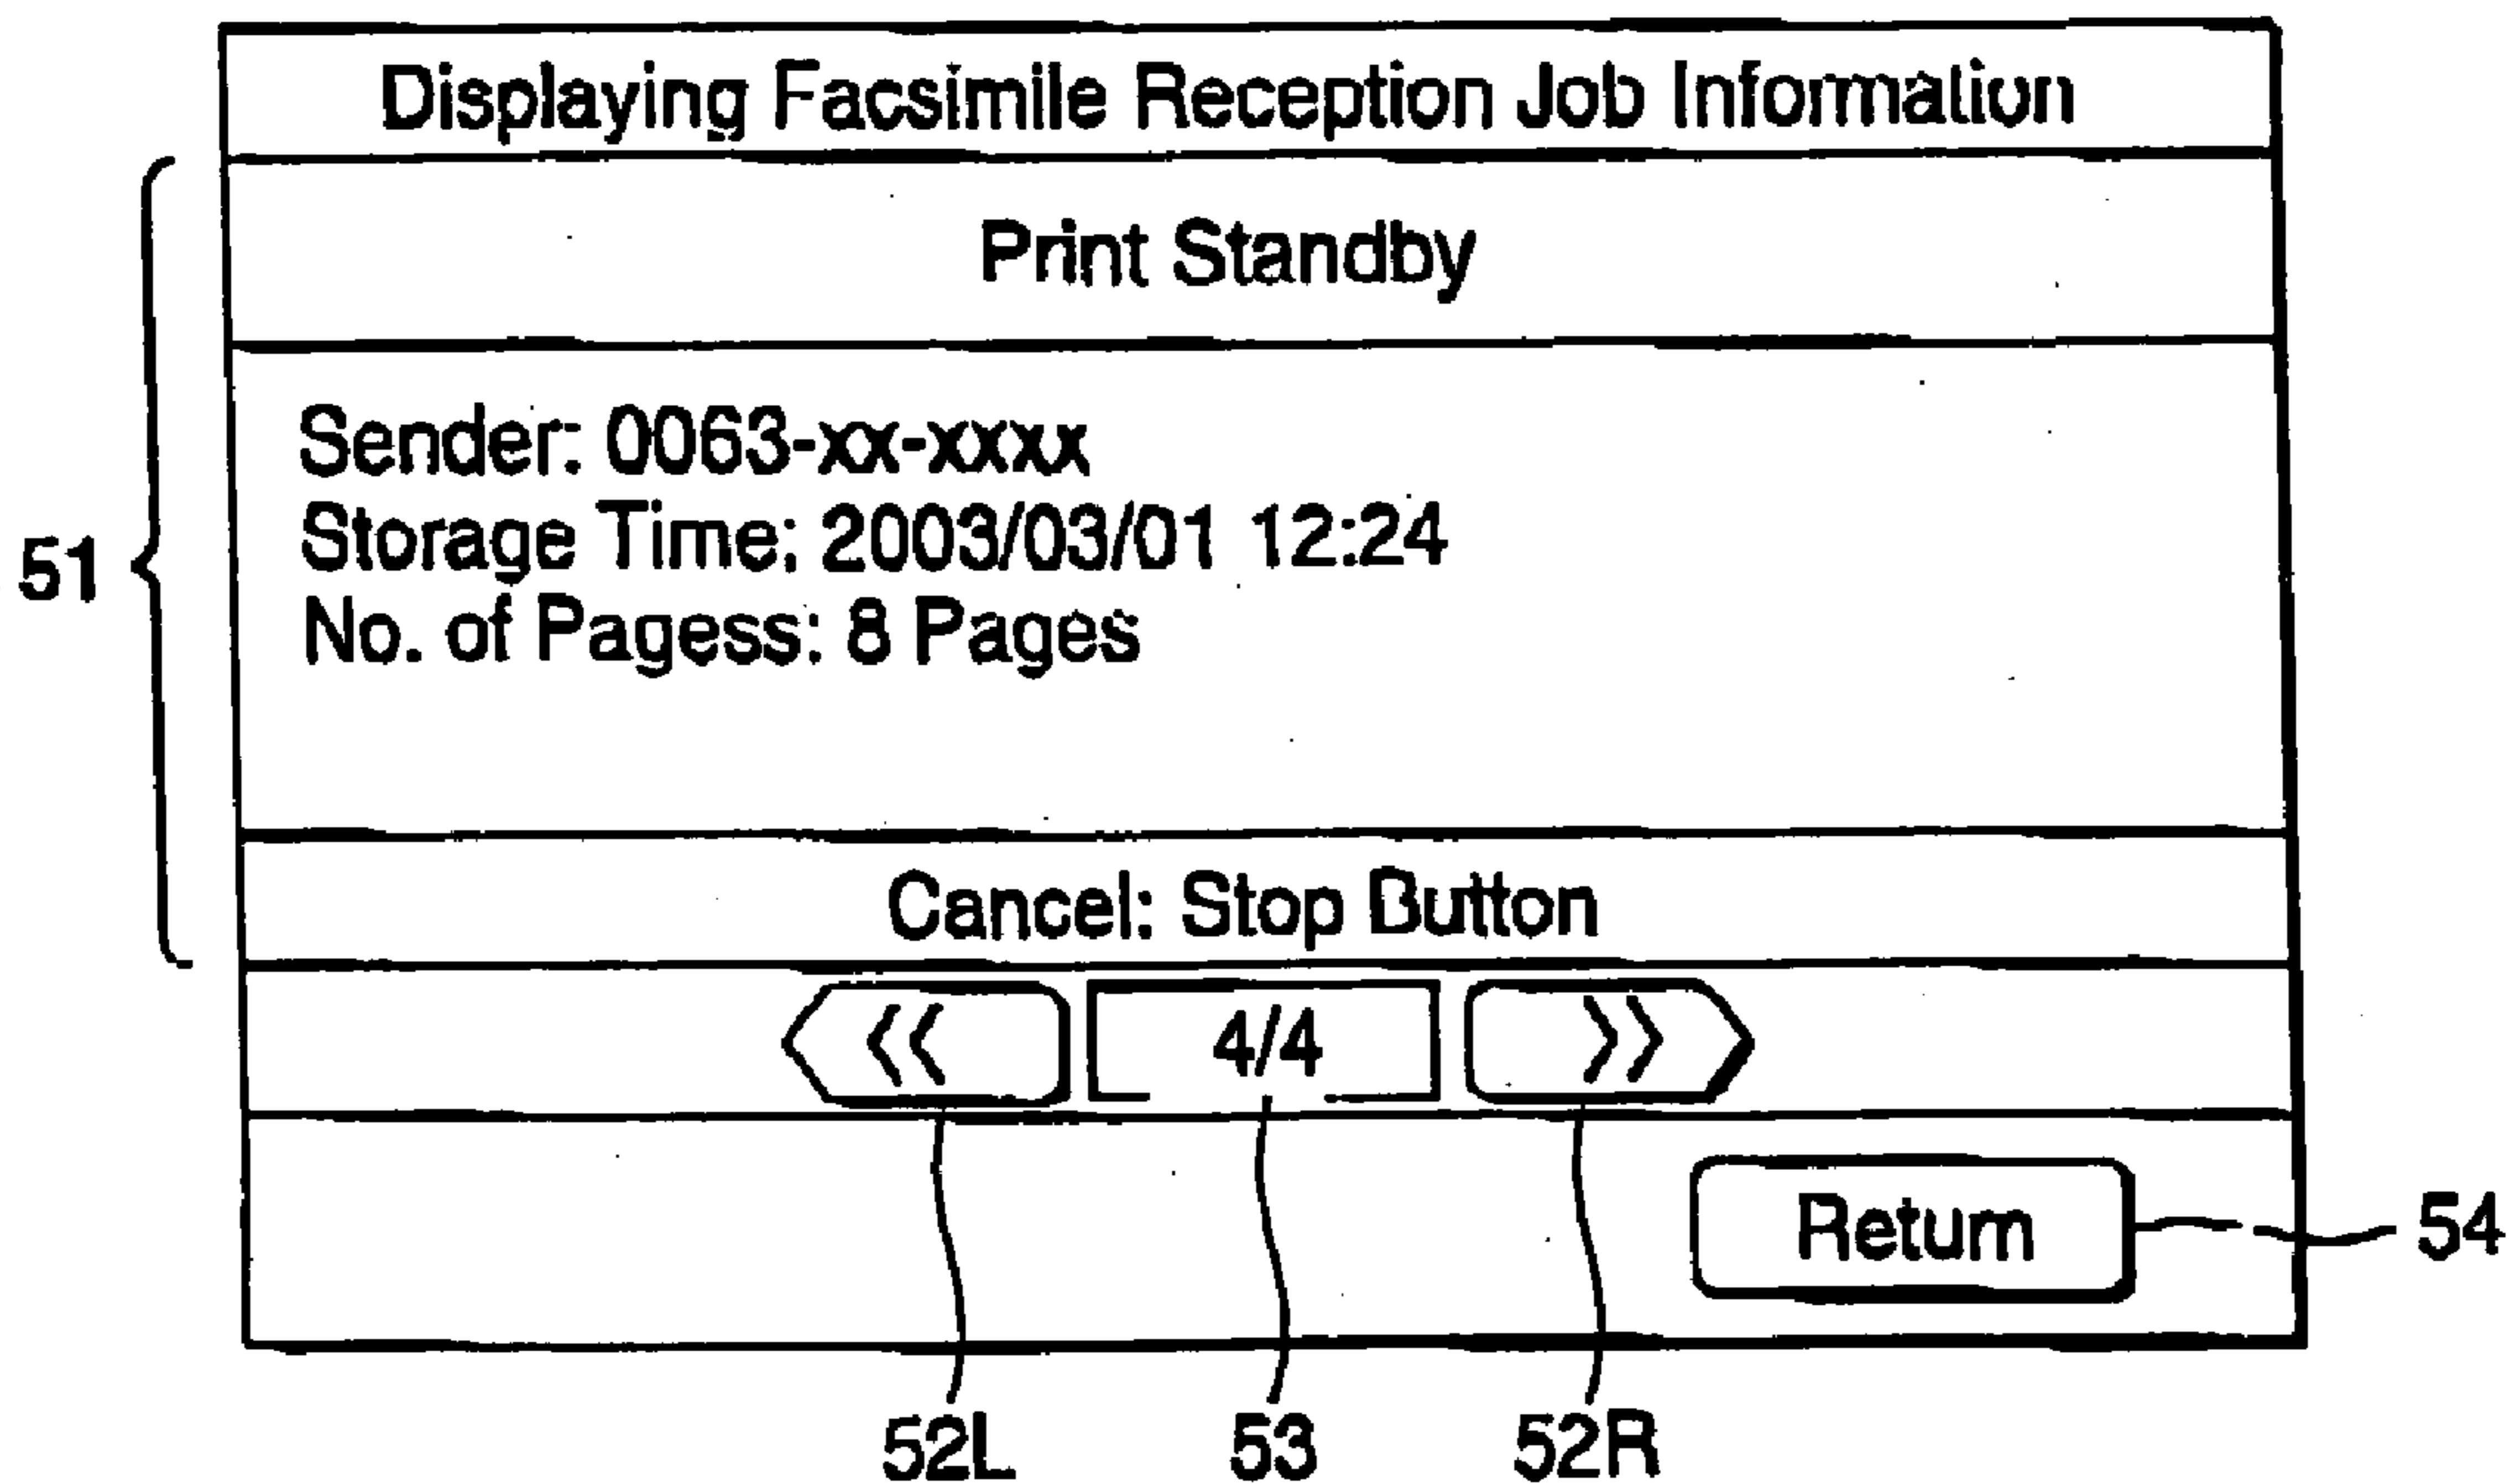 Displaying Facsimile Reception Job Information
Print Standby
Sender: 0063-xx-xxxx
Storage Time: 2003/03/01 12:24
No. of Pagess: 8 Pages
51
Cancel: Stop Button
《 4/4 》
Return
54
52L 53 52R